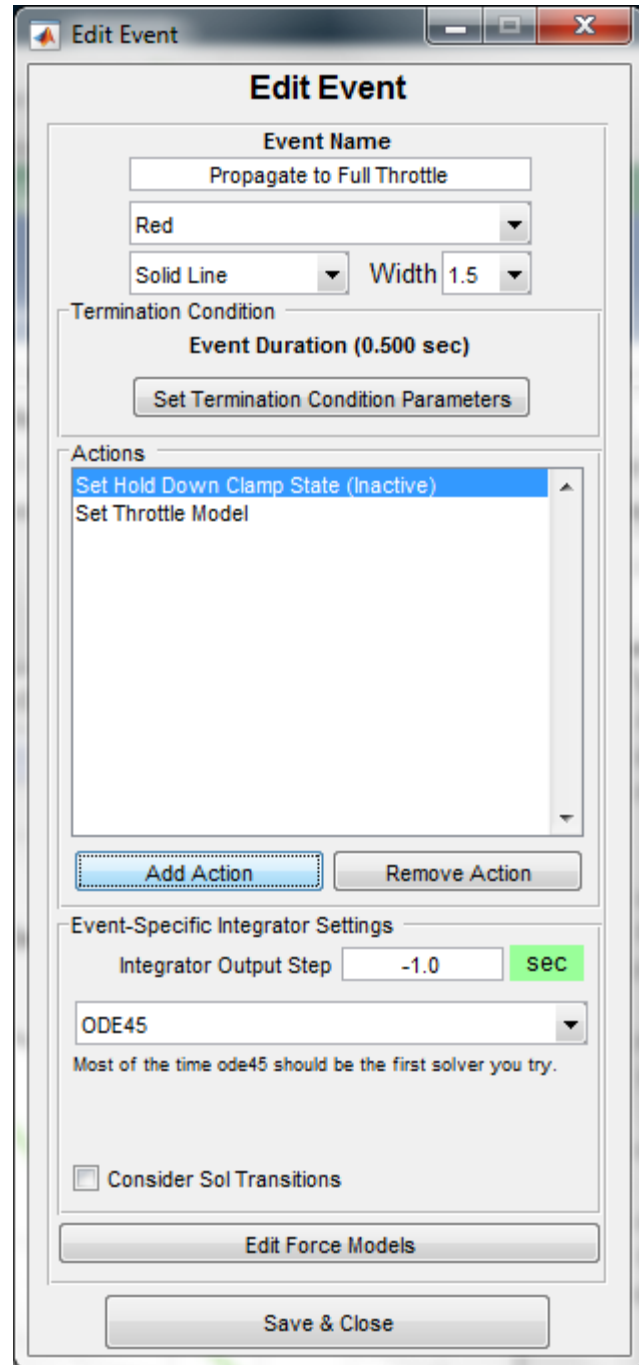 Edit Event
Edit Event
Event Name
Propagate to Full Throttle
Red
Solid Line Width 1.5
Termination Condition
Event Duration (0.500 sec)
Set Termination Condition Parameters
Actions
Set Hold Down Clamp State (Inactive)
Set Throttle Model
Add Action Remove Action
Event-Specific Integrator Settings
Integrator Output Step -1.0 sec
ODE45
Most of the time ode45 should be the first solver you try.
Consider SoI Transitions
Edit Force Models
Save & Close